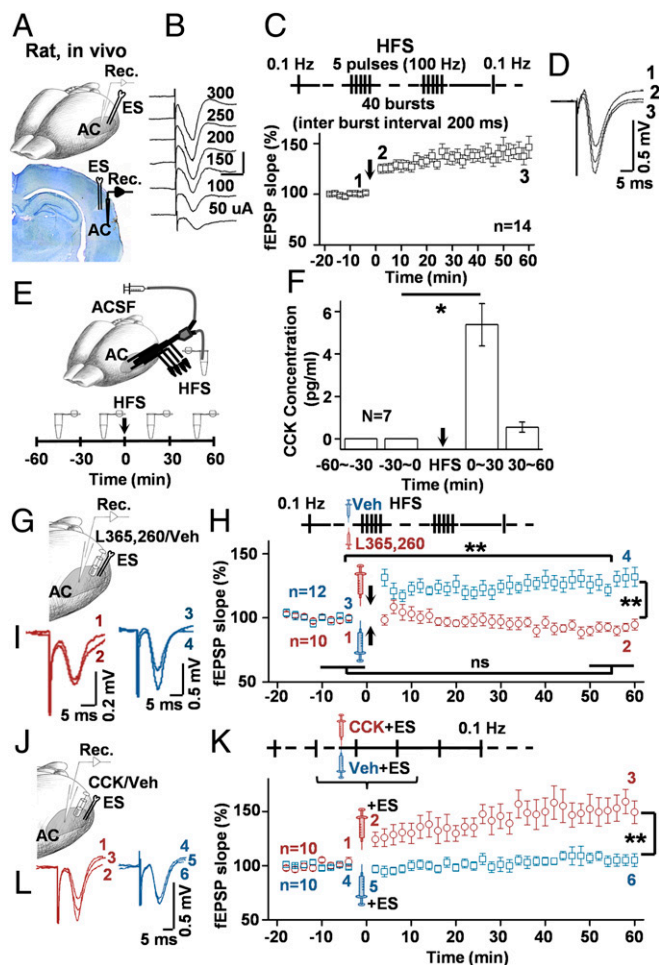 A
Rat, in vivo
Rec.
ES
AC
ES
Rec.
AC
B
300
250
200
150
100
50 uA
C
HFS
0.1 Hz
5 pulses (100 Hz)
0.1 Hz
40 bursts
(inter burst interval 200 ms)
fEPSP slope (%)
150
100
50
1
2
3
n=14
-20
-10
0
10
20
30
40
50
60
Time (min)
D
1
2
3
0.5 mV
5 ms
E
ACSF
AC
HFS
HFS
-60
-30
0
30
60
Time (min)
F
CCK Concentration
(pg/ml)
6
4
2
0
*
N=7
-60~-30
-30~0
HFS
0~30
30~60
Time (min)
G
Rec.
L365,260/Veh
ES
AC
H
0.1 Hz
Veh
HFS
L365,260
fEPSP slope (%)
150
100
50
**
4
n=12
3
**
n=10
1
2
ns
-20
-10
0
10
20
30
40
50
60
I
1
2
5 ms
0.2 mV
3
4
5 ms
0.5 mV
J
Rec.
CCK/Veh
ES
AC
K
CCK+ES
0.1 Hz
Veh+ES
fEPSP slope (%)
200
150
100
50
+ES
2
3
n=10
1
**
n=10
4
5
6
+ES
-20
-10
0
10
20
30
40
50
60
Time (min)
L
1
3
2
4
5
6
5 ms
0.5 mV